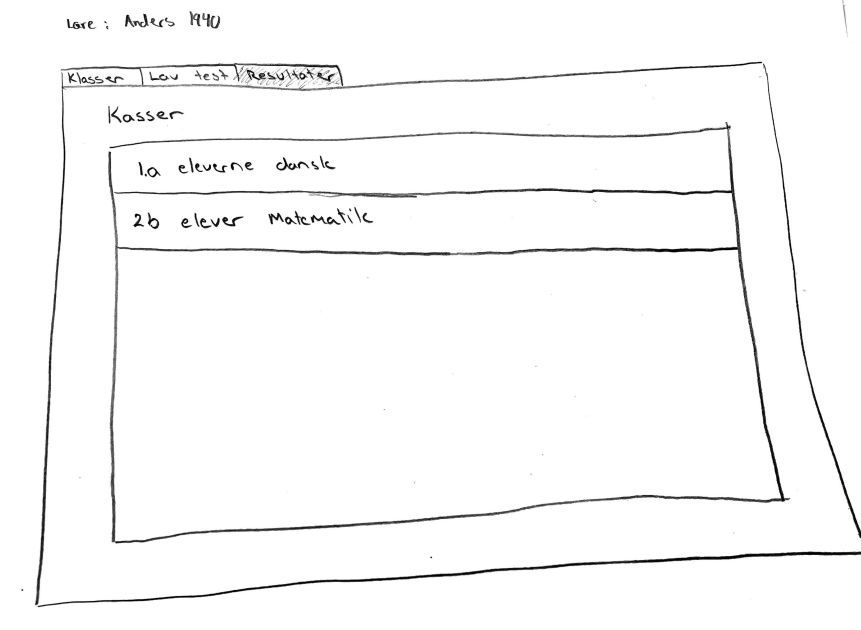 Lære : Anders 1940
Klasser Lav test Resultater
Kasser
1.a eleverne dansk
2b elever Matematik